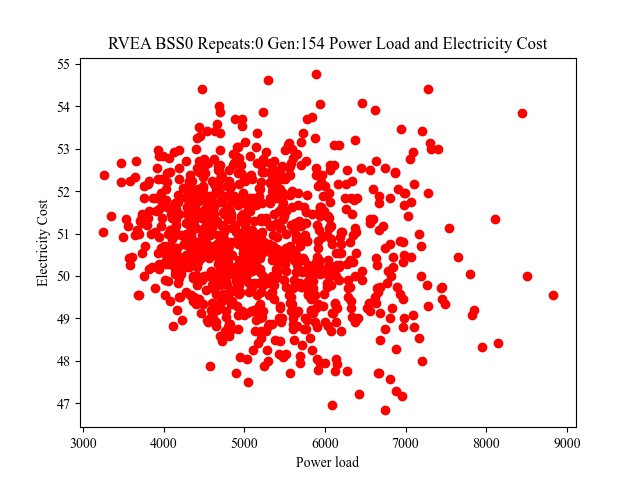 RVEA BSS0 Repeats:0 Gen:154 Power Load and Electricity Cost
55
54
53
52
51
50
49
48
47
Electricity Cost
3000 4000 5000 6000 7000 8000 9000
Power load